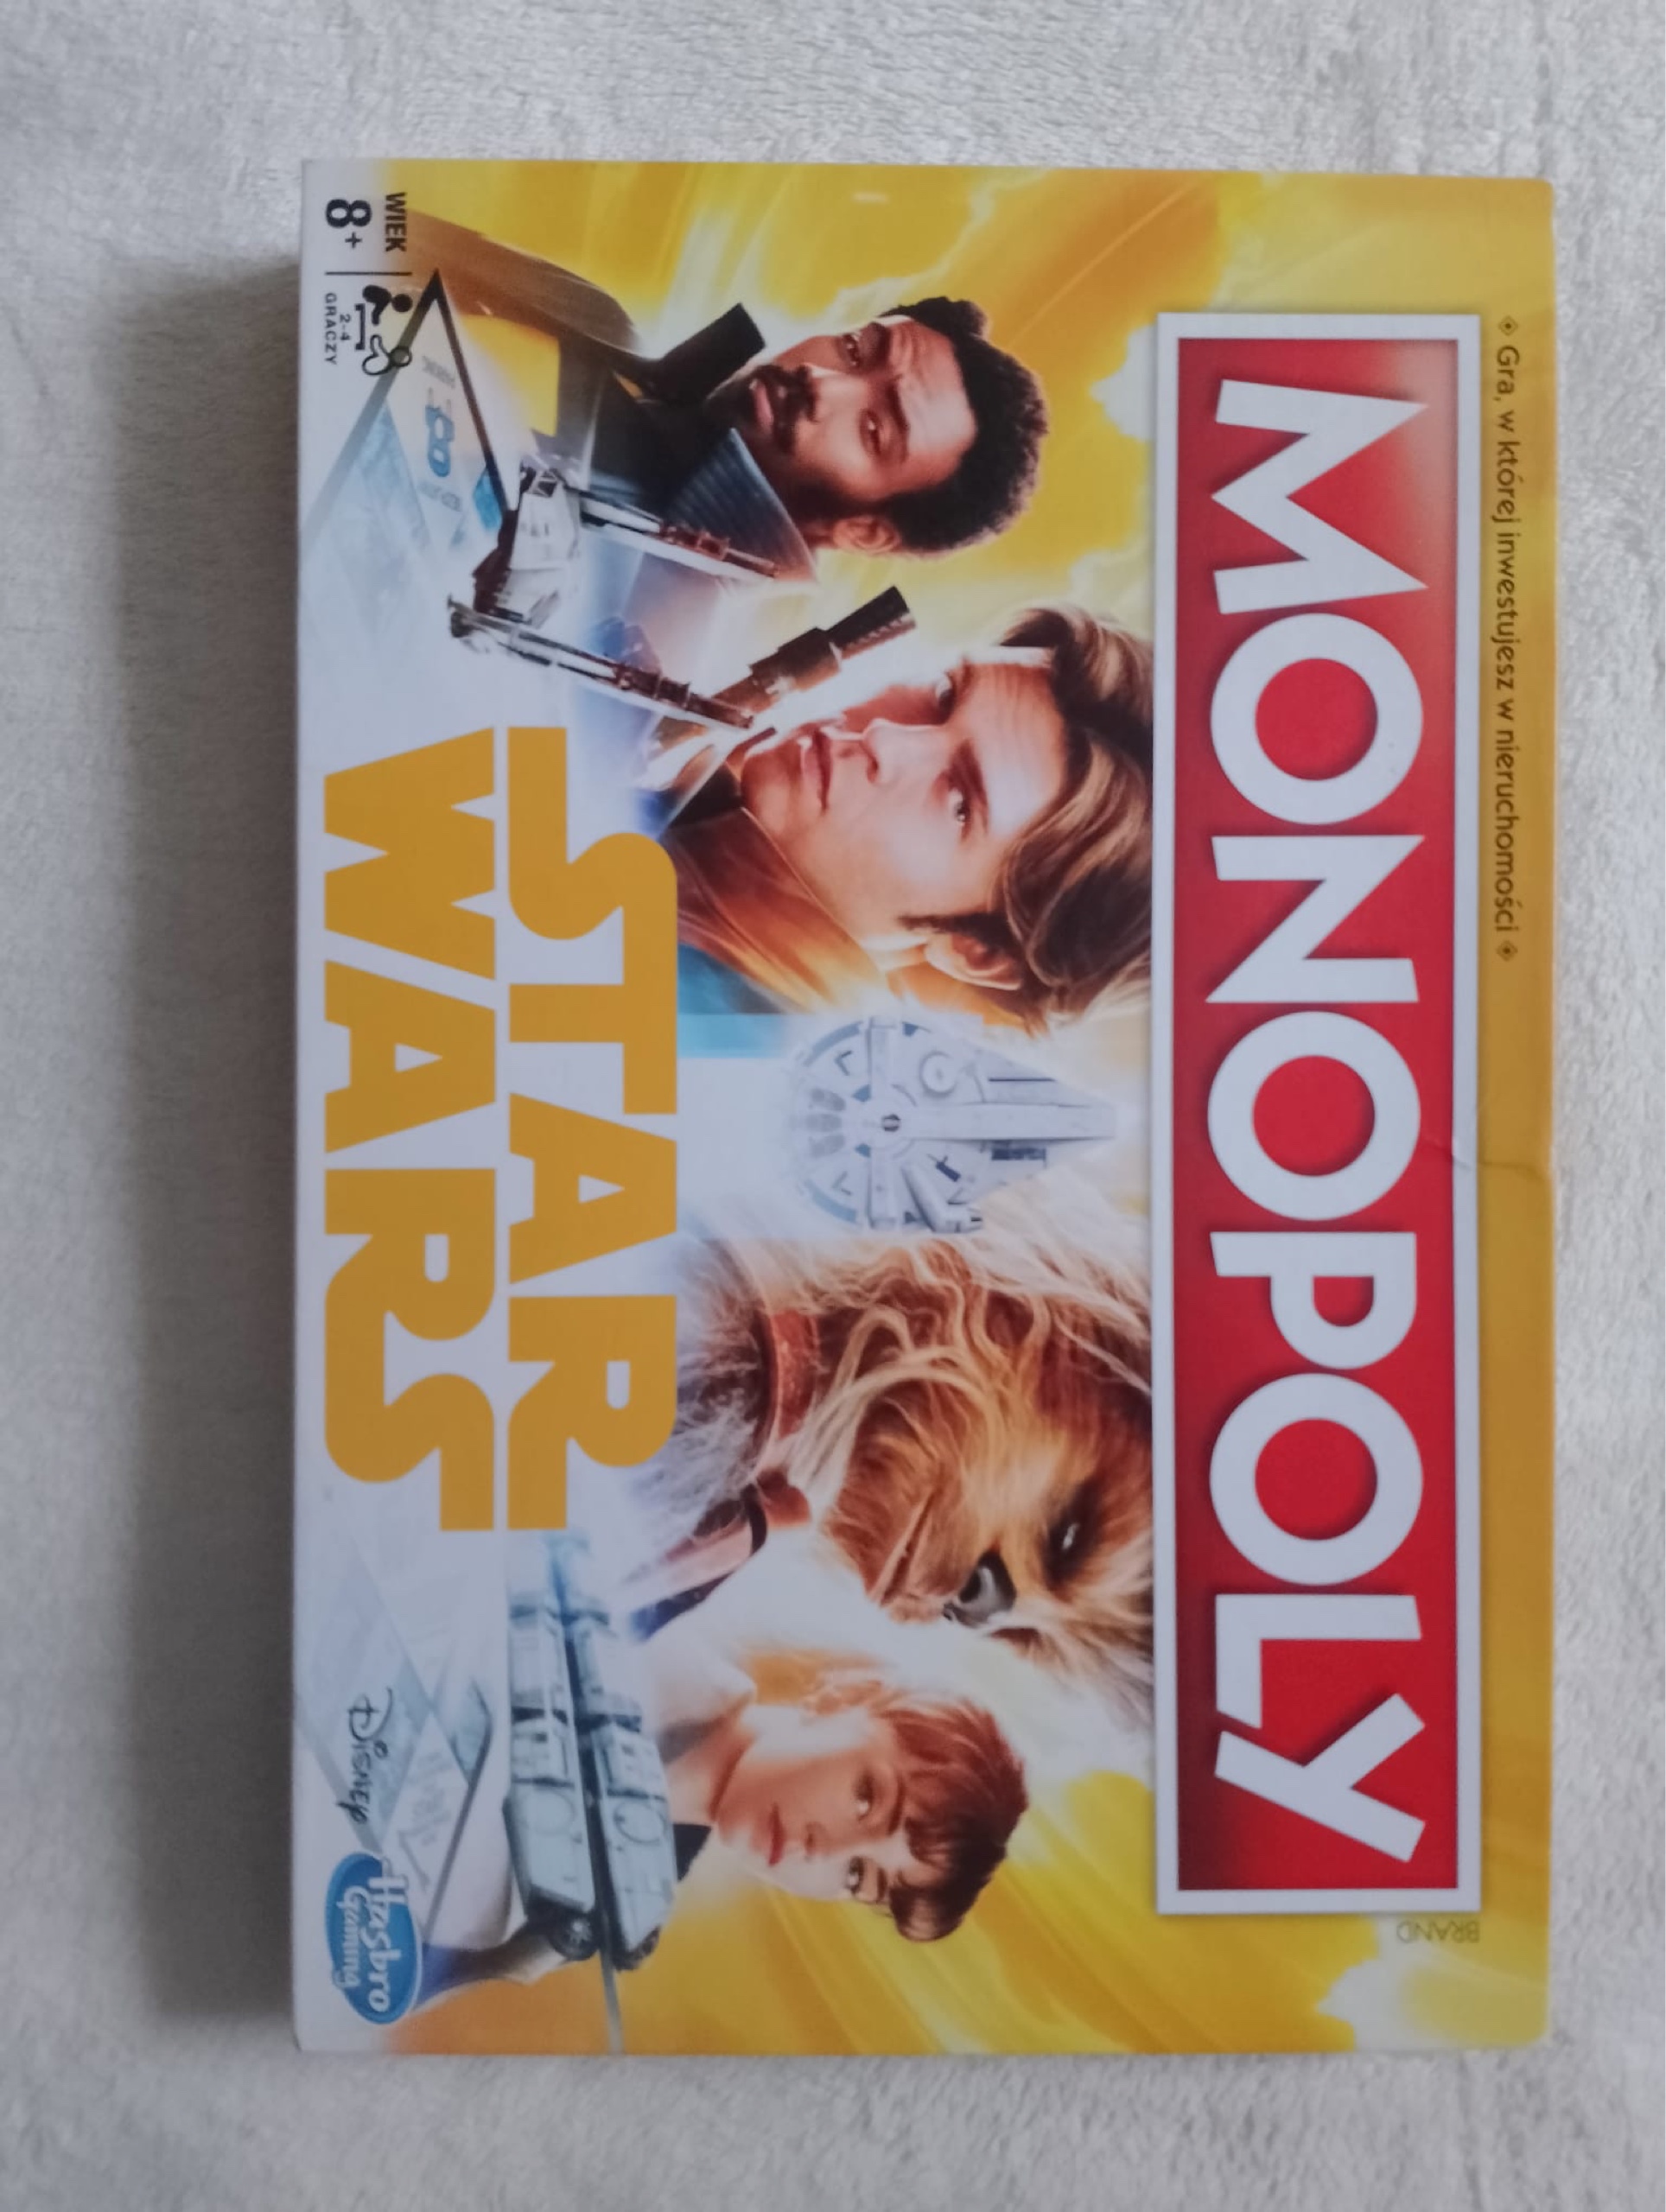 ◈ Gra, w której inwestujesz w nieruchomości ◈
MONOPOLY
BRAND
STAR
WARS
WIEK
8+
2-4
GRACZY
Disney
Hasbro
Gaming